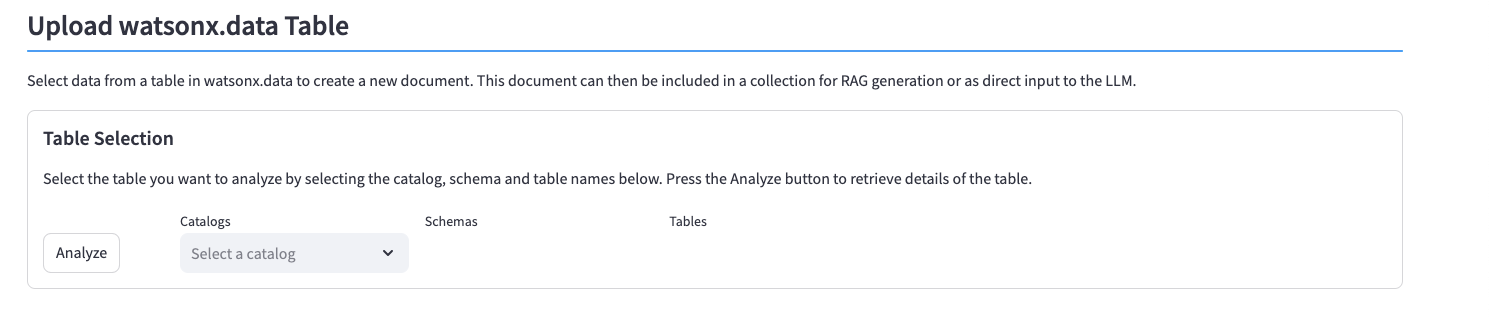 Upload watsonx.data Table
Select data from a table in watsonx.data to create a new document. This document can then be included in a collection for RAG generation or as direct input to the LLM.
Table Selection
Select the table you want to analyze by selecting the catalog, schema and table names below. Press the Analyze button to retrieve details of the table.
Catalogs Schemas Tables
Analyze Select a catalog